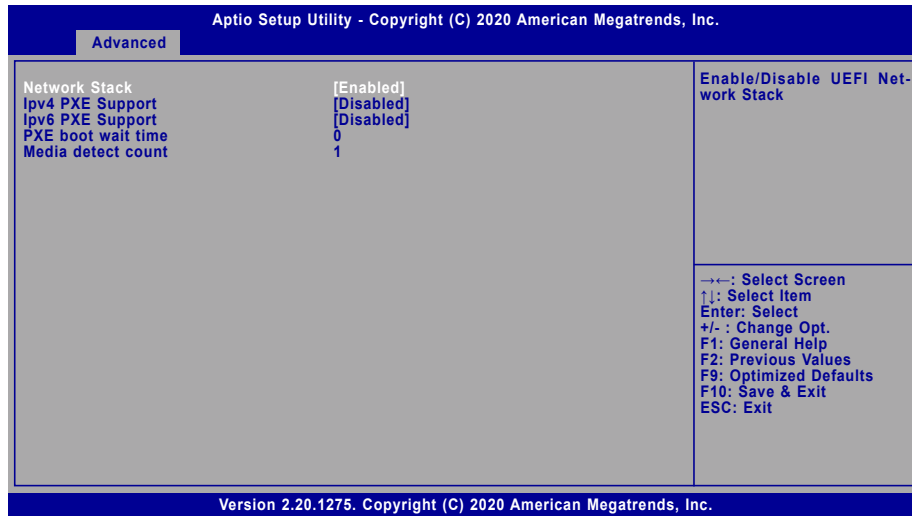 Aptio Setup Utility - Copyright (C) 2020 American Megatrends, Inc.
Advanced
Network Stack [Enabled]
Ipv4 PXE Support [Disabled]
Ipv6 PXE Support [Disabled]
PXE boot wait time 0
Media detect count 1
Enable/Disable UEFI Net-
work Stack
→←: Select Screen
↑↓: Select Item
Enter: Select
+/- : Change Opt.
F1: General Help
F2: Previous Values
F9: Optimized Defaults
F10: Save & Exit
ESC: Exit
Version 2.20.1275. Copyright (C) 2020 American Megatrends, Inc.